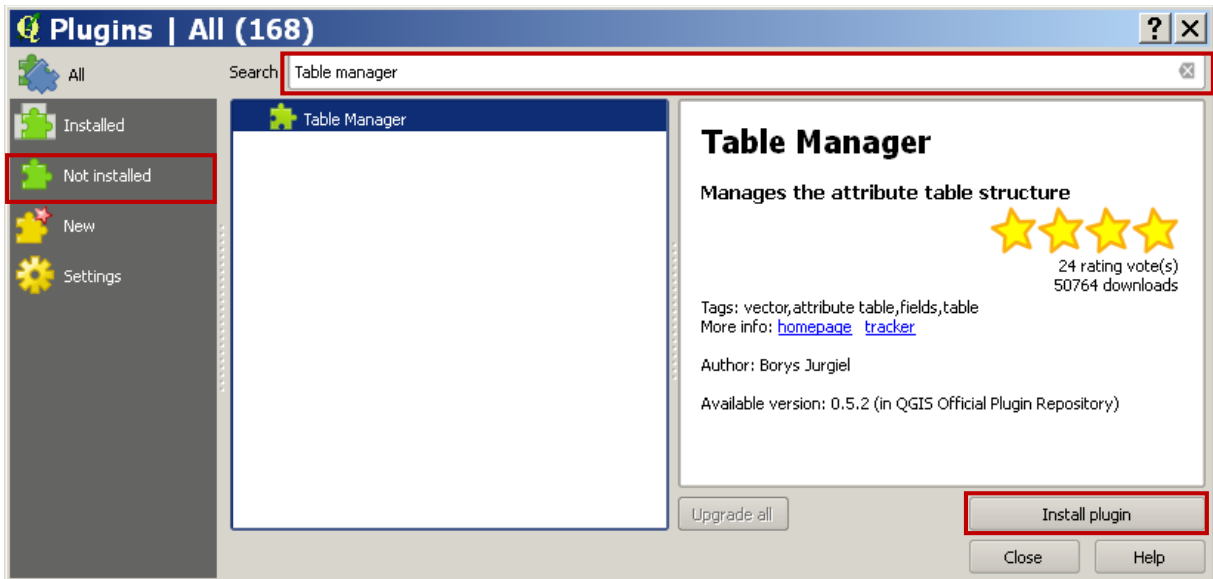 Plugins | All (168)
? X
All
Search Table manager
Installed
Not installed
New
Settings
Table Manager
Table Manager
Manages the attribute table structure
24 rating vote(s)
50764 downloads
Tags: vector,attribute table,fields,table
More info: homepage tracker
Author: Borys Jurgiel
Available version: 0.5.2 (in QGIS Official Plugin Repository)
Upgrade all
Install plugin
Close Help